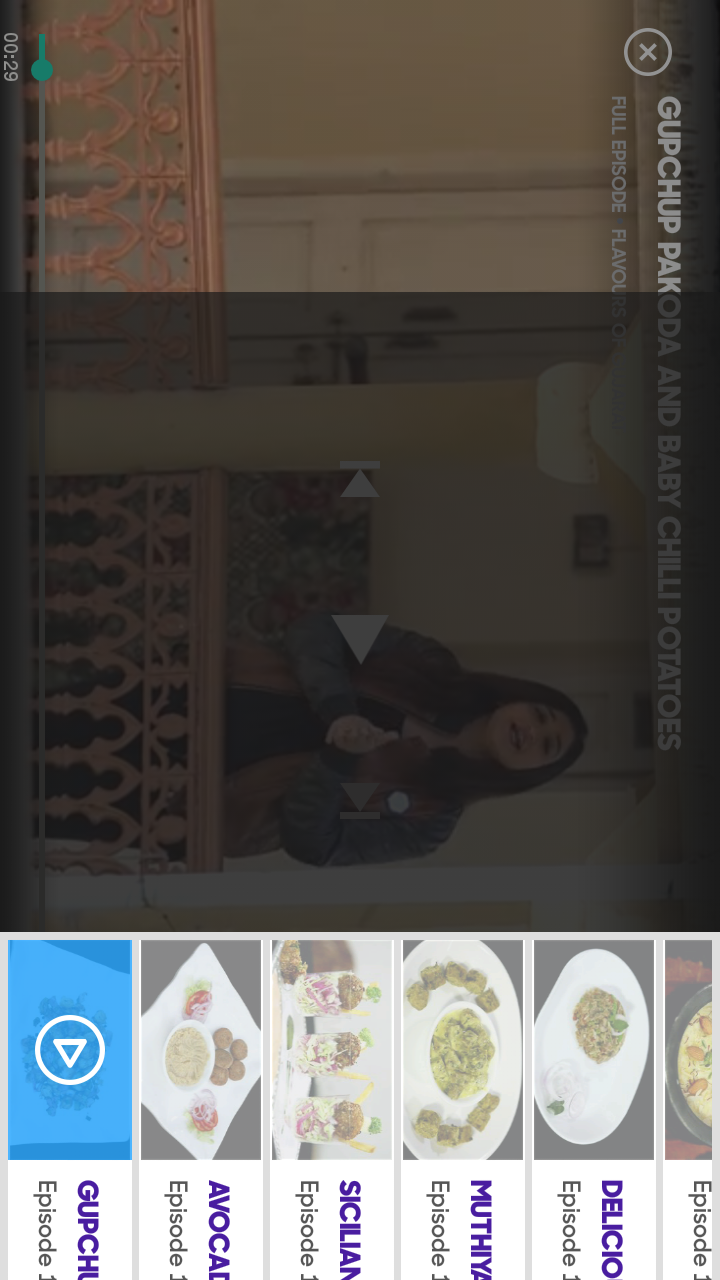 GUPCHUP PAKODA AND BABY CHILLI POTATOES
FULL EPISODE FLAVOURS OF
00:29
DELICIO
Episode 1
MUTHIYA
Episode 1
SICILIAN
Episode 1
AVOCAD
Episode 1
GUPCHU
Episode 1
Episode 1